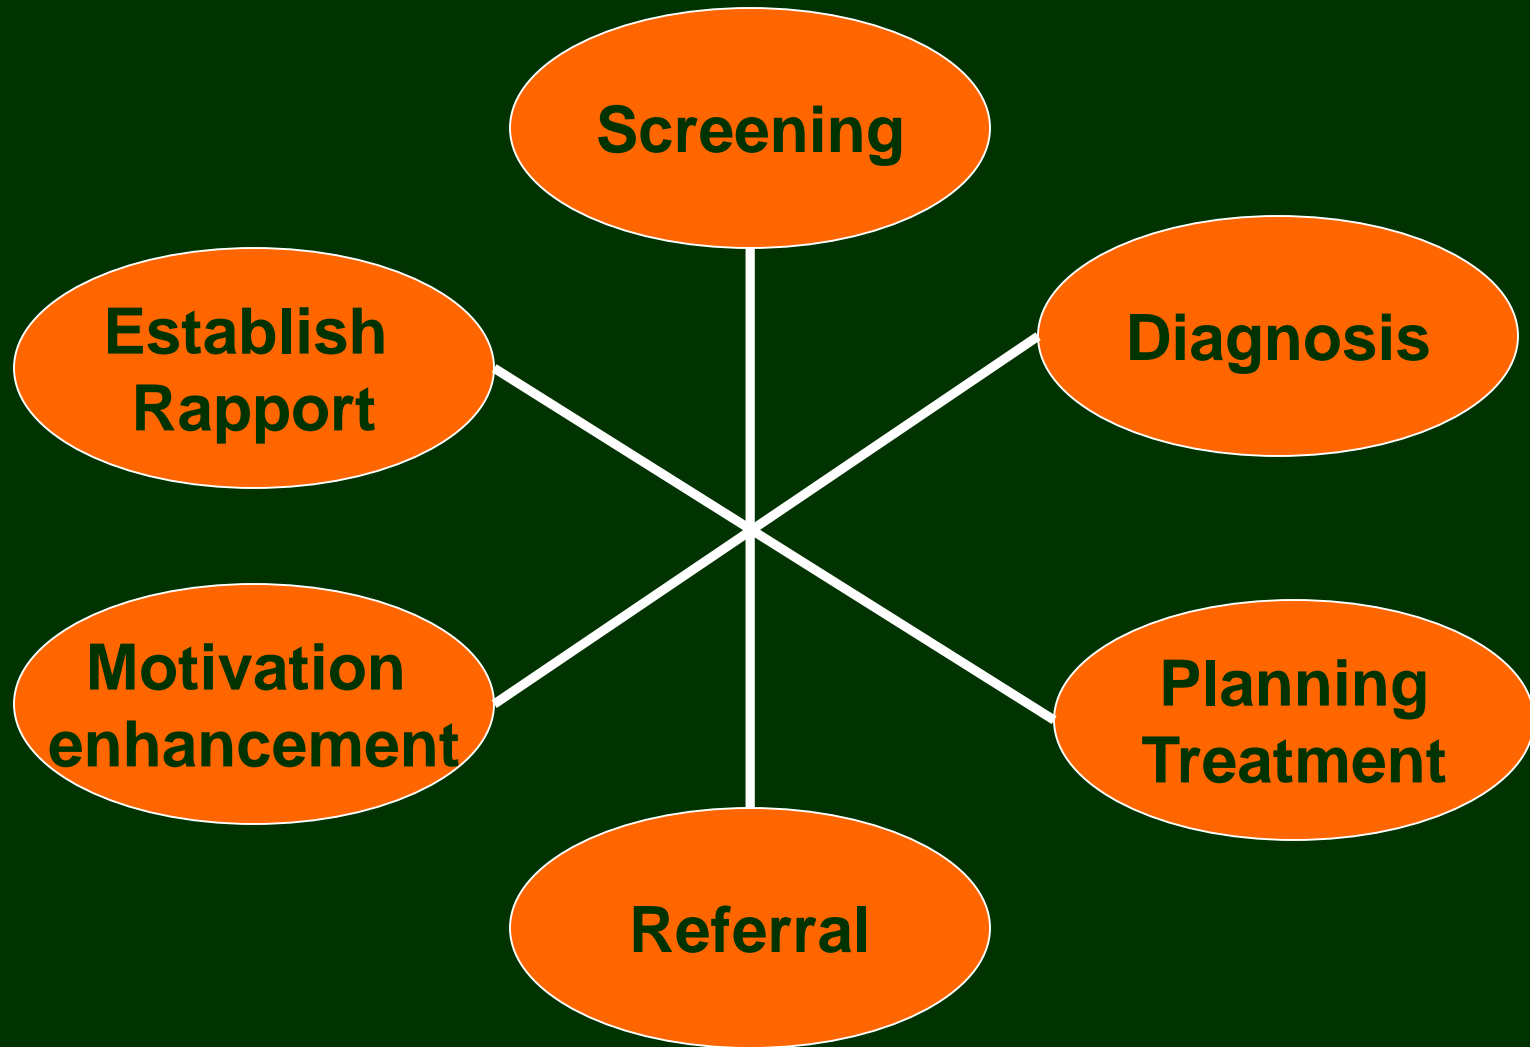 Screening
Establish
Rapport
Diagnosis
Motivation
enhancement
Planning
Treatment
Referral